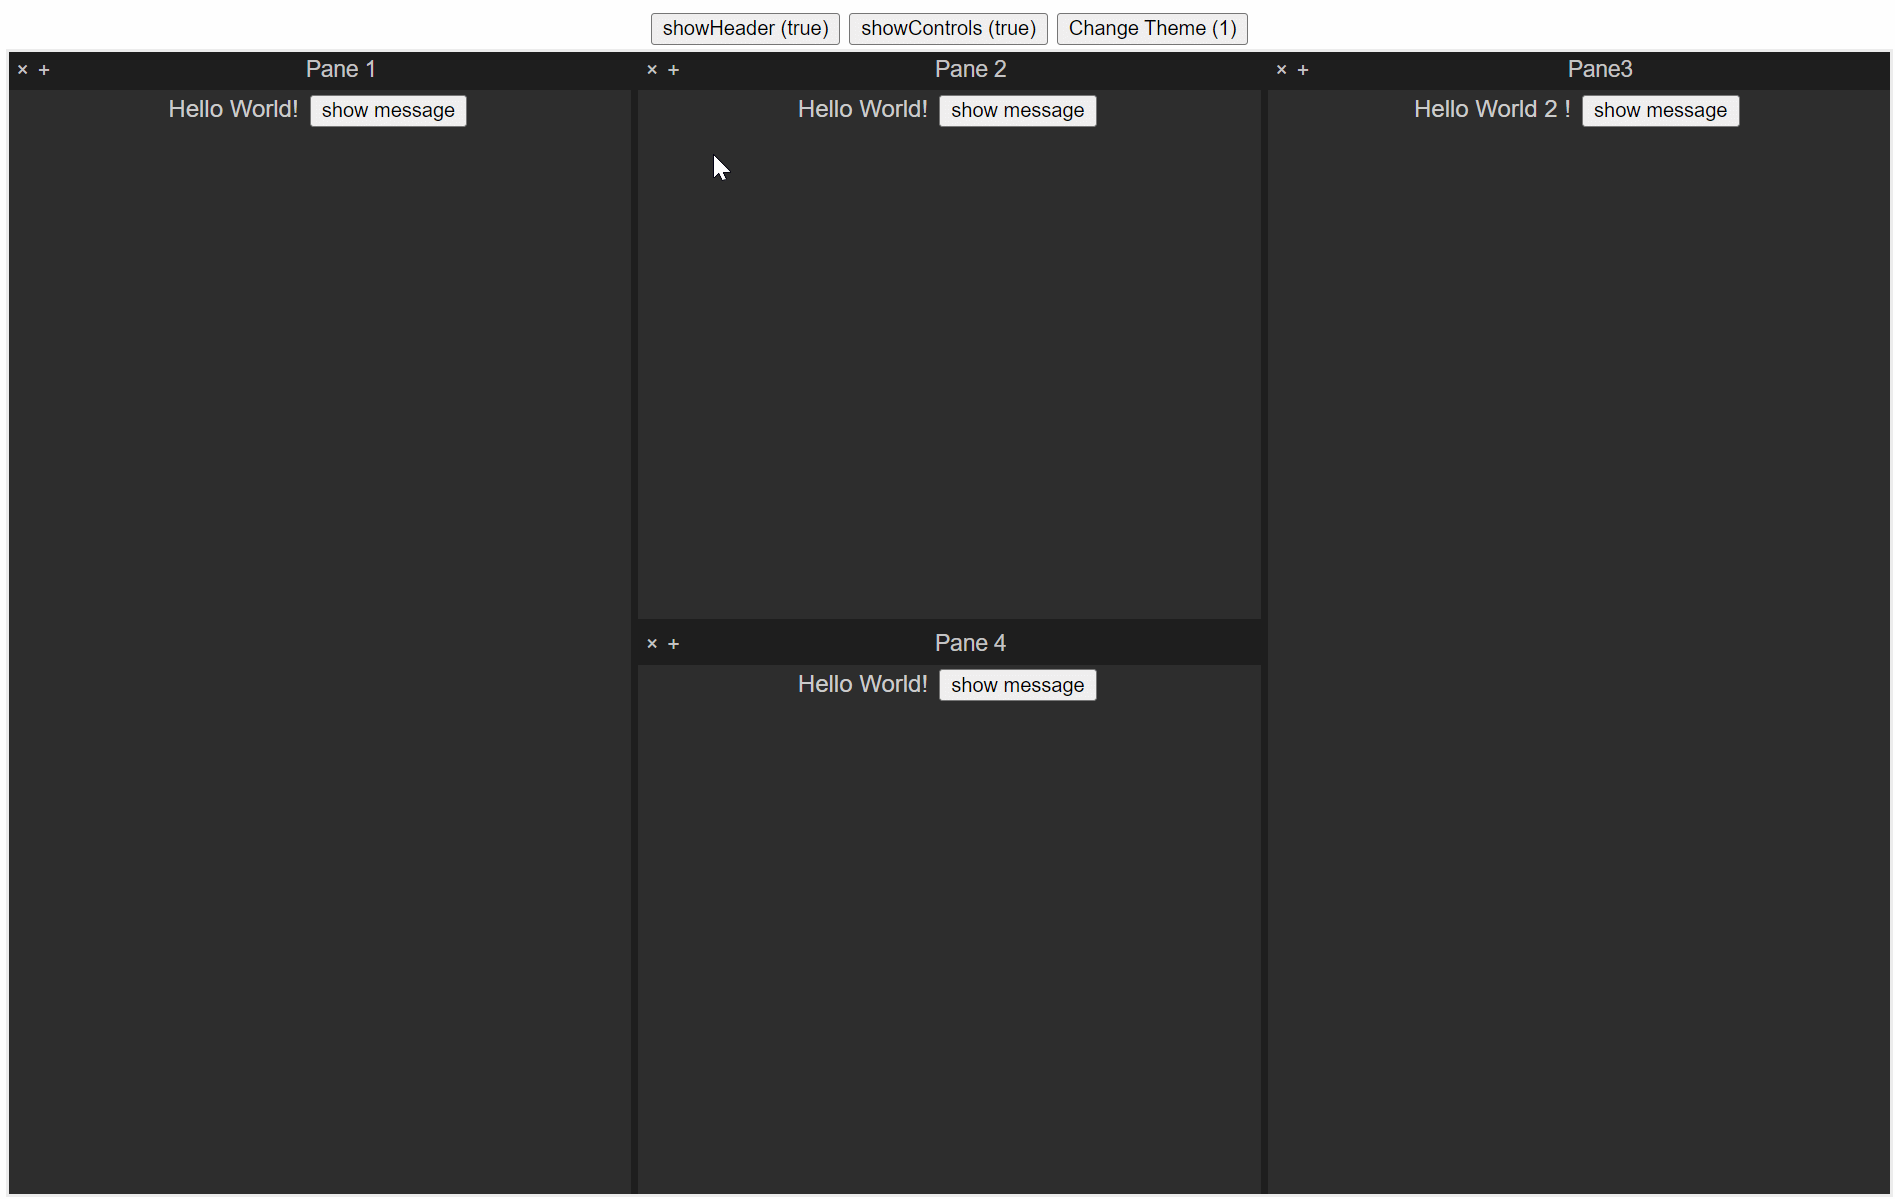 showHeader (true) showControls (true) Change Theme (1)
× + Pane 1
Hello World! show message
× + Pane 2
Hello World! show message
× + Pane3
Hello World 2 ! show message
× + Pane 4
Hello World! show message